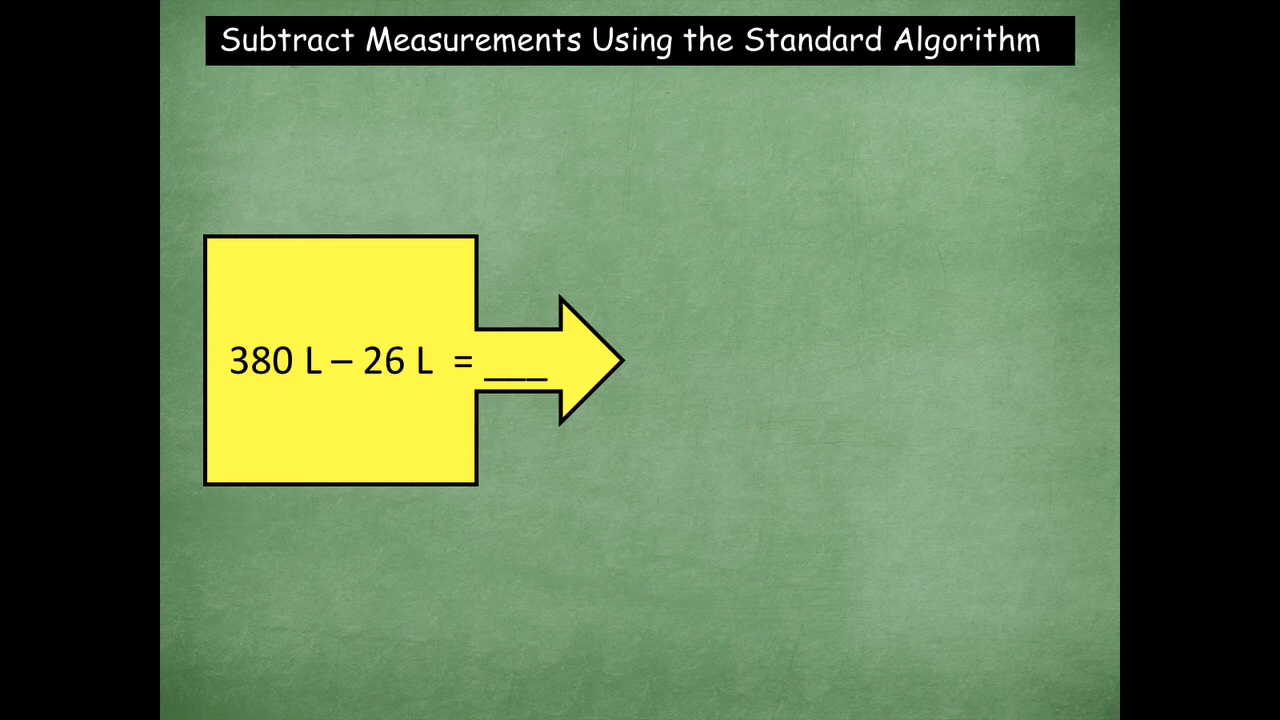 Subtract Measurements Using the Standard Algorithm
380 L – 26 L = ___